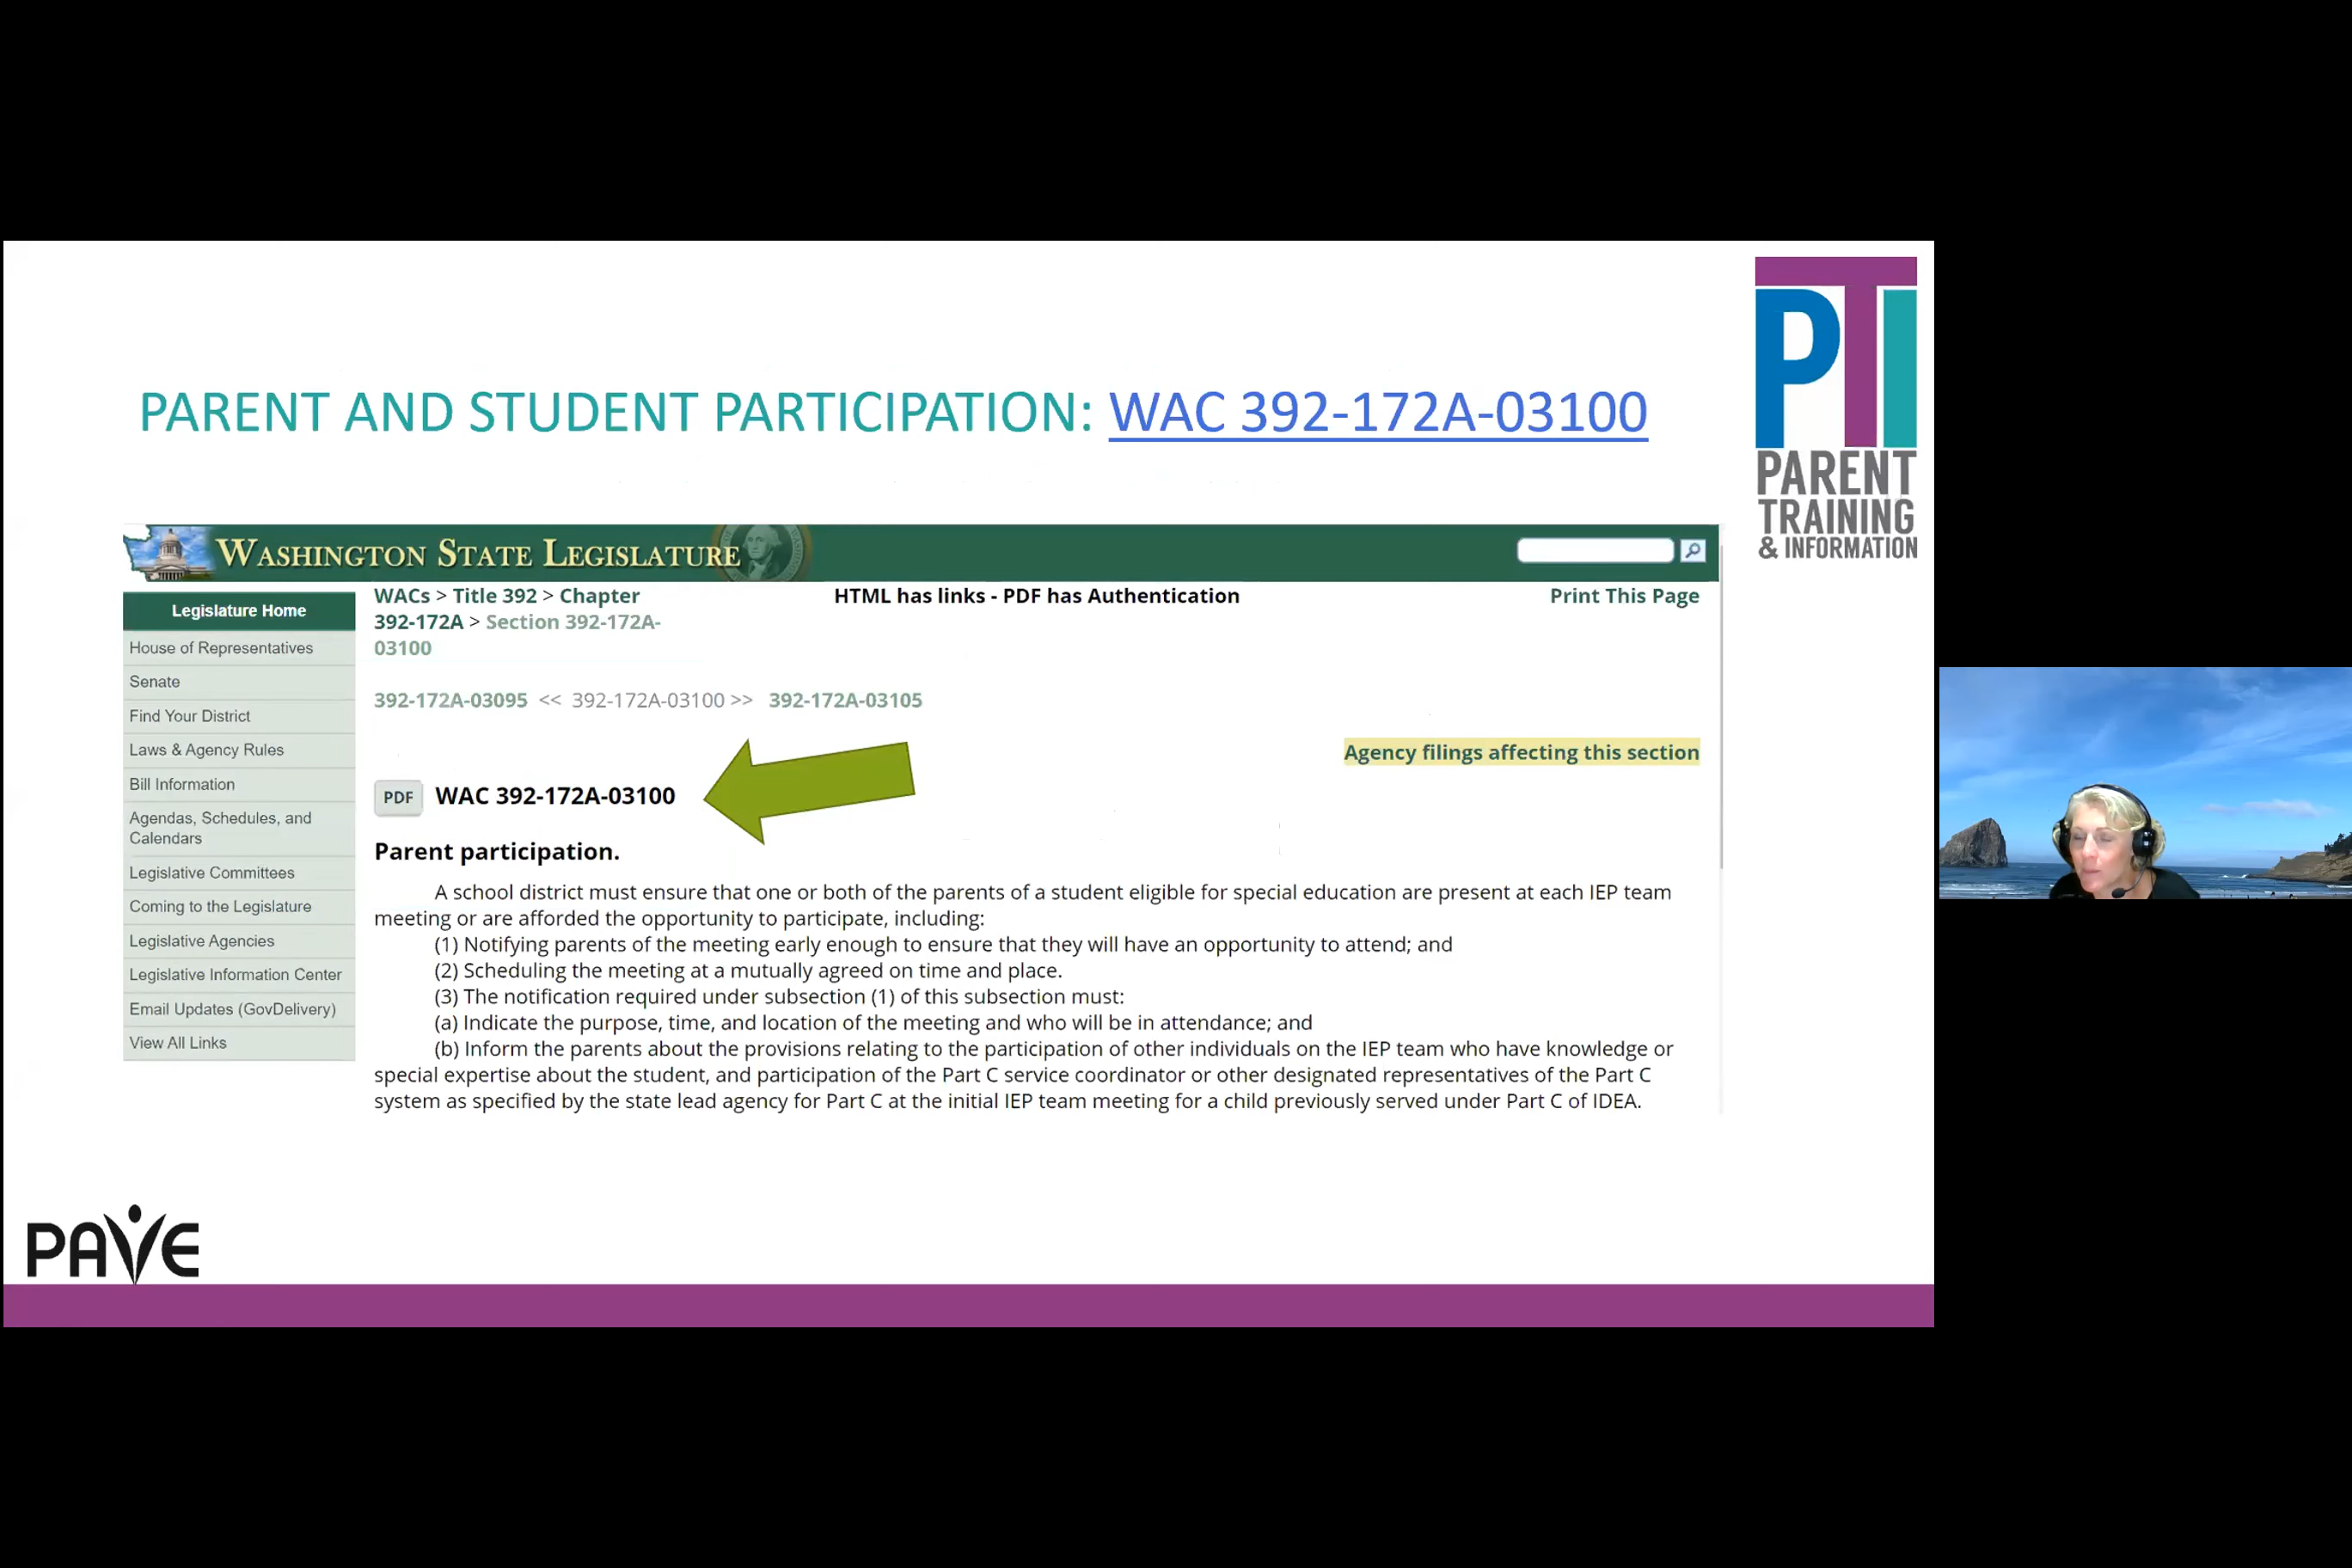 PTI
PARENT
TRAINING
& INFORMATION
PARENT AND STUDENT PARTICIPATION: WAC 392-172A-03100
WASHINGTON STATE LEGISLATURE
Legislature Home
House of Representatives
Senate
Find Your District
Laws & Agency Rules
Bill Information
Agendas, Schedules, and
Calendars
Legislative Committees
Coming to the Legislature
Legislative Agencies
Legislative Information Center
Email Updates (GovDelivery)
View All Links
WACs > Title 392 > Chapter
392-172A > Section 392-172A-
03100
HTML has links - PDF has Authentication
Print This Page
392-172A-03095 << 392-172A-03100 >> 392-172A-03105
Agency filings affecting this section
PDF WAC 392-172A-03100
Parent participation.
A school district must ensure that one or both of the parents of a student eligible for special education are present at each IEP team
meeting or are afforded the opportunity to participate, including:
(1) Notifying parents of the meeting early enough to ensure that they will have an opportunity to attend; and
(2) Scheduling the meeting at a mutually agreed on time and place.
(3) The notification required under subsection (1) of this subsection must:
(a) Indicate the purpose, time, and location of the meeting and who will be in attendance; and
(b) Inform the parents about the provisions relating to the participation of other individuals on the IEP team who have knowledge or
special expertise about the student, and participation of the Part C service coordinator or other designated representatives of the Part C
system as specified by the state lead agency for Part C at the initial IEP team meeting for a child previously served under Part C of IDEA.
PAVE